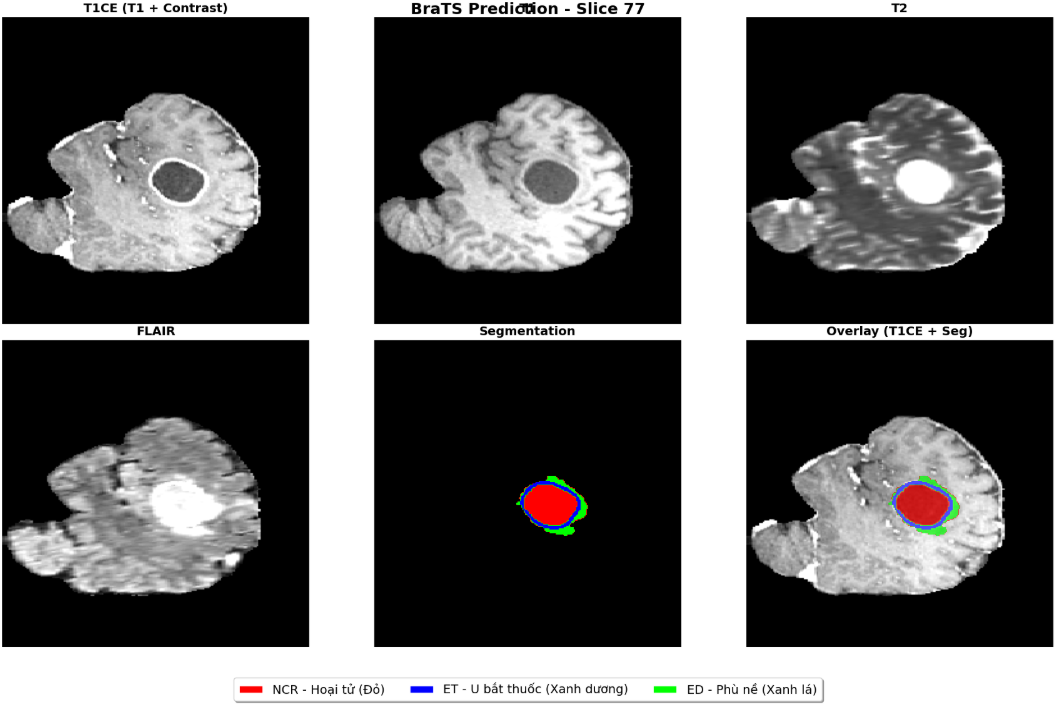 BraTS Prediction - Slice 77
T1CE (T1 + Contrast)
T1
T2
FLAIR
Segmentation
Overlay (T1CE + Seg)
NCR - Hoại tử (Đỏ)
ET - U bắt thuốc (Xanh dương)
ED - Phù nề (Xanh lá)